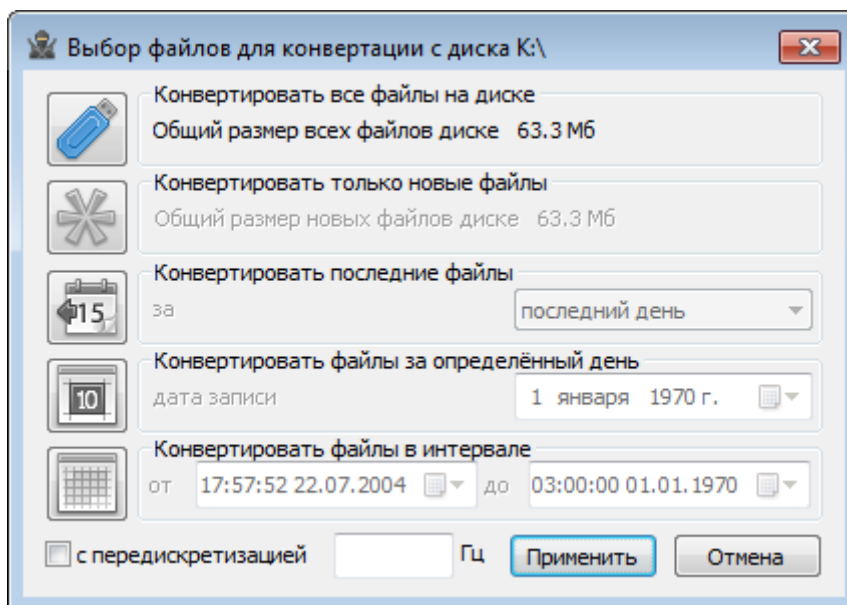 Выбор файлов для конвертации с диска K:\
Конвертировать все файлы на диске
Общий размер всех файлов диске 63.3 Мб
Конвертировать только новые файлы
Общий размер новых файлов диске 63.3 Мб
Конвертировать последние файлы
15
за последний день
Конвертировать файлы за определённый день
10
дата записи 1 января 1970 г.
Конвертировать файлы в интервале
от 17:57:52 22.07.2004 до 03:00:00 01.01.1970
с передискретизацией Гц Применить Отмена